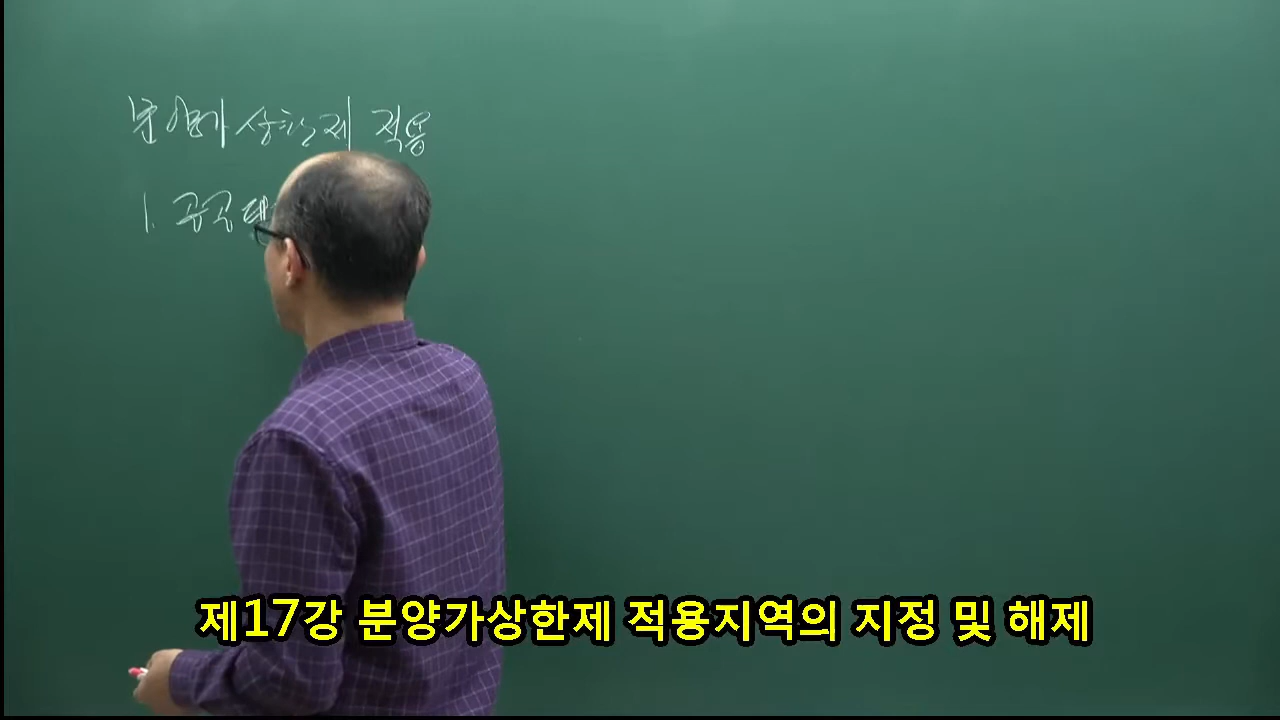 분양가 상한제 적용
1. 공공택
제17강 분양가상한제 적용지역의 지정 및 해제